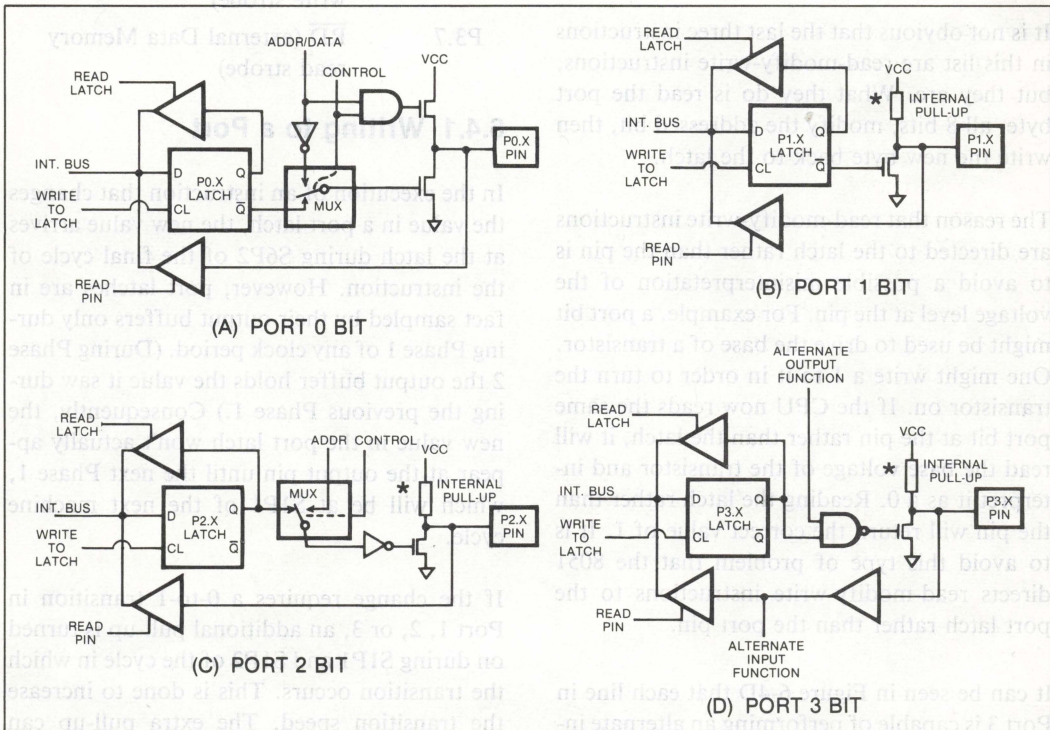 ADDR/DATA
CONTROL
VCC
READ
LATCH
INT. BUS
WRITE
TO
LATCH
D
Q
P0.X
LATCH
CL
Q̅
MUX
P0.X
PIN
READ
PIN
(A) PORT 0 BIT
READ
LATCH
VCC
*
INTERNAL
PULL-UP
INT. BUS
D
Q
P1.X
LATCH
P1.X
PIN
WRITE
TO
LATCH
CL
Q̅
READ
PIN
(B) PORT 1 BIT
READ
LATCH
ADDR CONTROL
VCC
*
INTERNAL
PULL-UP
MUX
INT. BUS
D
Q
P2.X
LATCH
P2.X
PIN
WRITE
TO
LATCH
CL
Q̅
READ
PIN
(C) PORT 2 BIT
ALTERNATE
OUTPUT
FUNCTION
READ
LATCH
VCC
*
INTERNAL
PULL-UP
INT. BUS
D
Q
P3.X
LATCH
P3.X
PIN
WRITE
TO
LATCH
CL
Q̅
READ
PIN
ALTERNATE
INPUT
FUNCTION
(D) PORT 3 BIT
It is not obvious that the last three instructions
in this list are read-modify-write instructions,
but they are. What they do is read the port
byte, all 8 bits, modify the addressed bit, then
write the new byte back to the latch.
The reason that read-modify-write instructions
are directed to the latch rather than the pin is
to avoid a possible misinterpretation of the
voltage level at the pin. For example, a port bit
might be used to drive the base of a transistor.
One might write a 1 to the bit in order to turn the
transistor on. If the CPU now reads the same
port bit at the pin rather than the latch, it will
read the base voltage of the transistor and in-
terpret it as a 0. Reading the latch rather than
the pin will return the correct value of 1. It is
to avoid this type of problem that the 8051
directs read-modify-write instructions to the
port latch rather than the port pin.
It can be seen in Figure 6-4D that each line in
Port 3 is capable of performing an alternate in-
write strobe)
P3.7
RD (external Data Memory
read strobe)
6.4.1 Writing to a Port
In the execution of an instruction that changes
the value in a port latch, the new value arrives
at the latch during S6P2 of the final cycle of
the instruction. However, port latches are in
fact sampled by their output buffers only dur-
ing Phase 1 of any clock period. (During Phase
2 the output buffer holds the value it saw dur-
ing the previous Phase 1.) Consequently, the
new value in the port latch won't actually ap-
pear at the output pin until the next Phase 1,
which will be at S1P1 of the next machine
cycle.
If the change requires a 0-to-1 transition in
Port 1, 2, or 3, an additional pull-up is turned
on during S1P1 and S1P2 of the cycle in which
the transition occurs. This is done to increase
the transition speed. The extra pull-up can